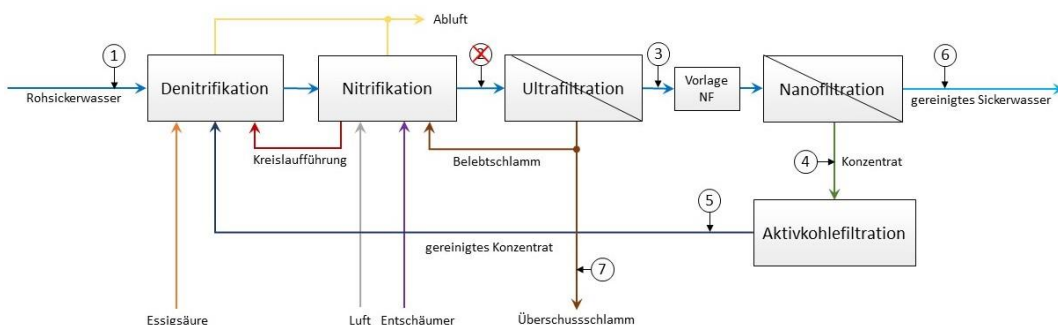 Abluft
1
2
3
6
Rohsickerwasser
Denitrifikation
Nitrifikation
Ultrafiltration
Vorlage
NF
Nanofiltration
gereinigtes Sickerwasser
Kreislaufführung
Belebtschlamm
4
Konzentrat
5
Aktivkohlefiltration
gereinigtes Konzentrat
7
Essigsäure
Luft
Entschäumer
Überschussschlamm